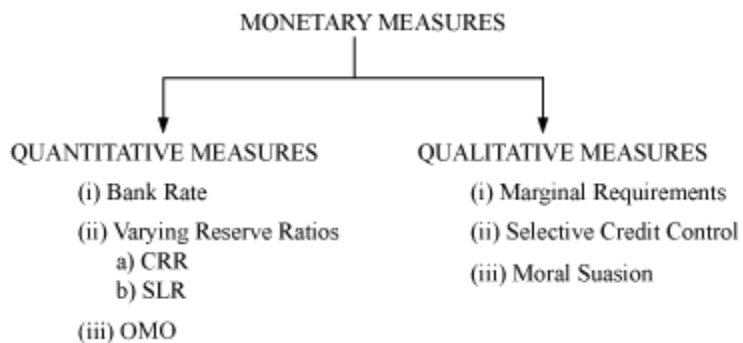 MONETARY MEASURES
QUANTITATIVE MEASURES
(i) Bank Rate
(ii) Varying Reserve Ratios
a) CRR
b) SLR
(iii) OMO
QUALITATIVE MEASURES
(i) Marginal Requirements
(ii) Selective Credit Control
(iii) Moral Suasion